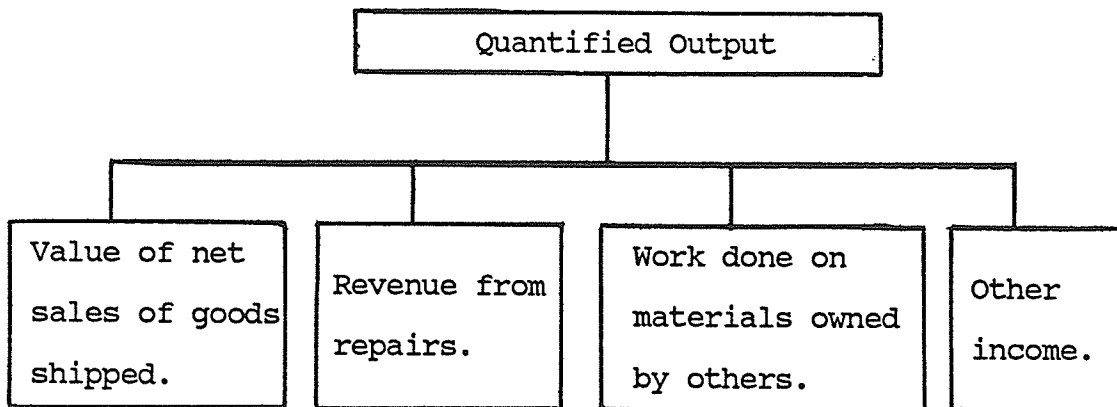 Quantified Output
Value of net
sales of goods
shipped.
Revenue from
repairs.
Work done on
materials owned
by others.
Other
income.